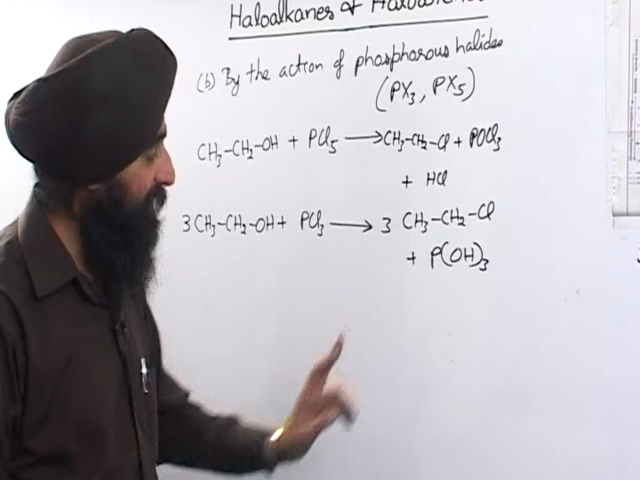 Haloalkanes & Haloarenes
(b) By the action of phosphorous halides
(PX₃, PX₅)
CH₃-CH₂-OH + PCl₅ ⟶ CH₃-CH₂-Cl + POCl₃
+ HCl
3 CH₃-CH₂-OH + PCl₃ ⟶ 3 CH₃-CH₂-Cl
+ P(OH)₃